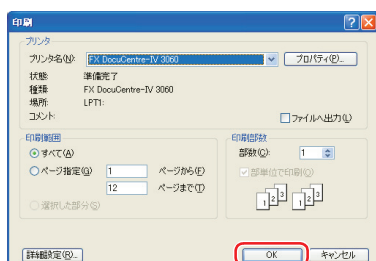 印刷
プリンタ
プリンタ名(N): FX DocuCentre-IV 3060 プロパティ(P)...
状態: 準備完了
種類: FX DocuCentre-IV 3060
場所: LPT1:
コメント: ファイルへ出力(L)
印刷範囲
すべて(A)
ページ指定(G) 1 ページから(F)
12 ページまで(T)
選択した部分(S)
印刷部数
部数(C): 1
部単位で印刷(O)
1 1 2 2 3 3
詳細設定(R)... OK キャンセル